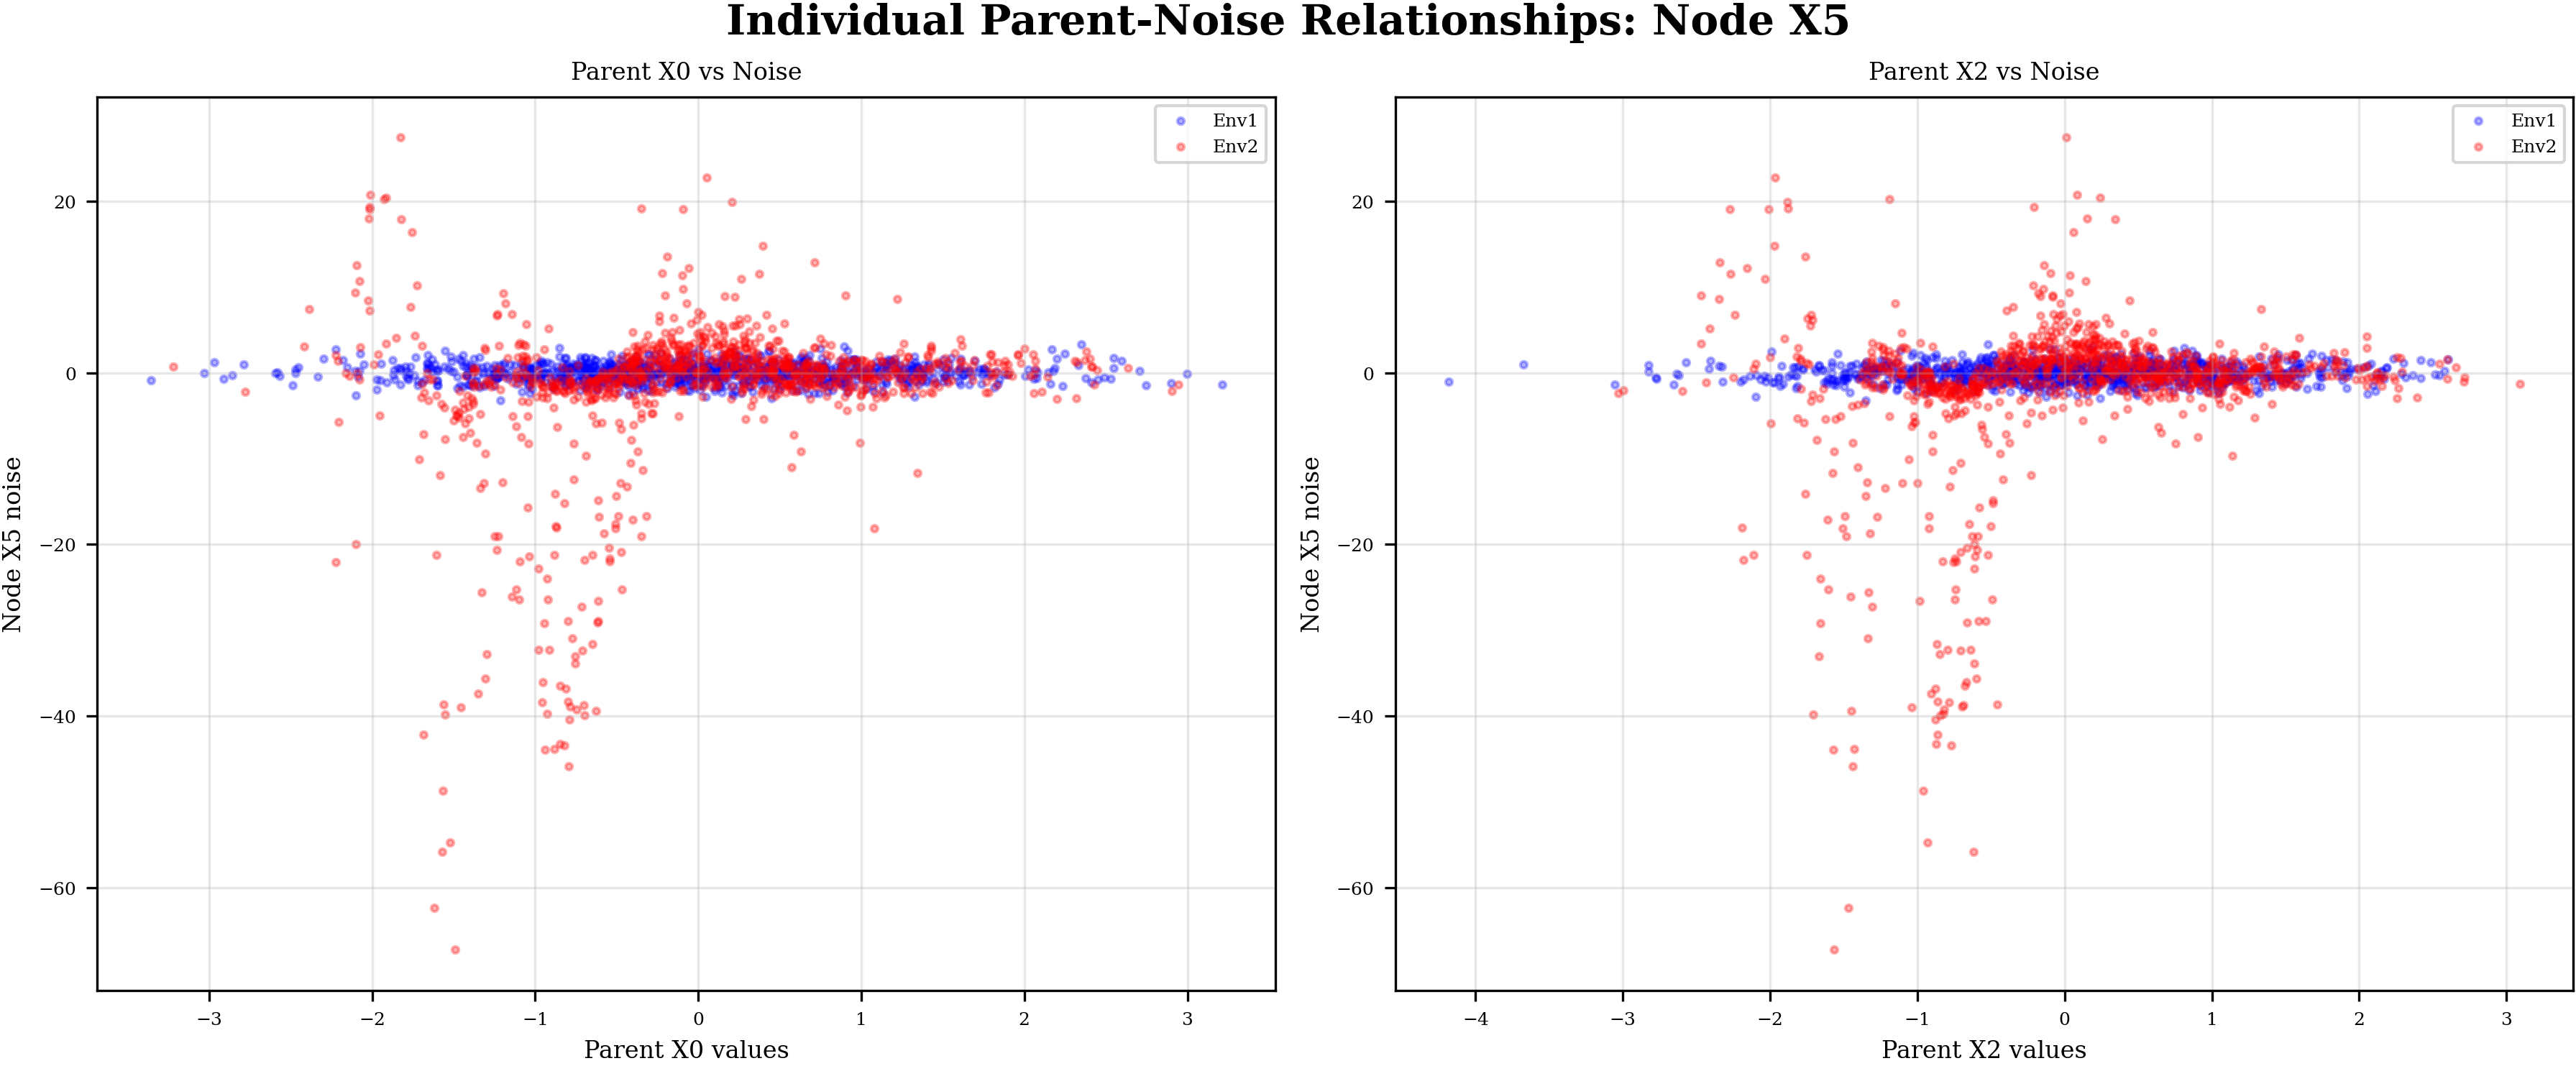 Individual Parent-Noise Relationships: Node X5
Parent X0 vs Noise
Env1
Env2
20
0
−20
−40
−60
Node X5 noise
−3
−2
−1
0
1
2
3
Parent X0 values
Parent X2 vs Noise
Env1
Env2
20
0
−20
−40
−60
Node X5 noise
−4
−3
−2
−1
0
1
2
3
Parent X2 values